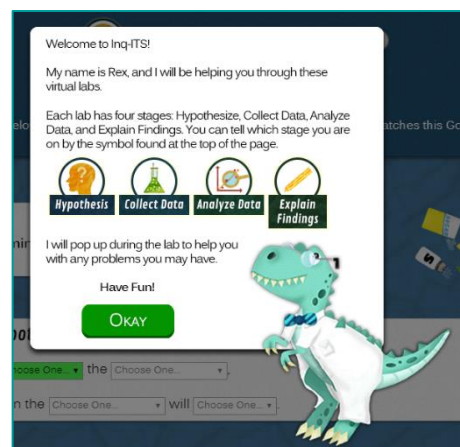 Welcome to Inq-ITS!
My name is Rex, and I will be helping you through these
virtual labs.
Each lab has four stages: Hypothesize, Collect Data, Analyze
Data, and Explain Findings. You can tell which stage you are
on by the symbol found at the top of the page.
Hypothesis
Collect Data
Analyze Data
Explain
Findings
I will pop up during the lab to help you
with any problems you may have.
Have Fun!
OKAY
atches this Go
Choose One... the Choose One...
the Choose One... will Choose One...